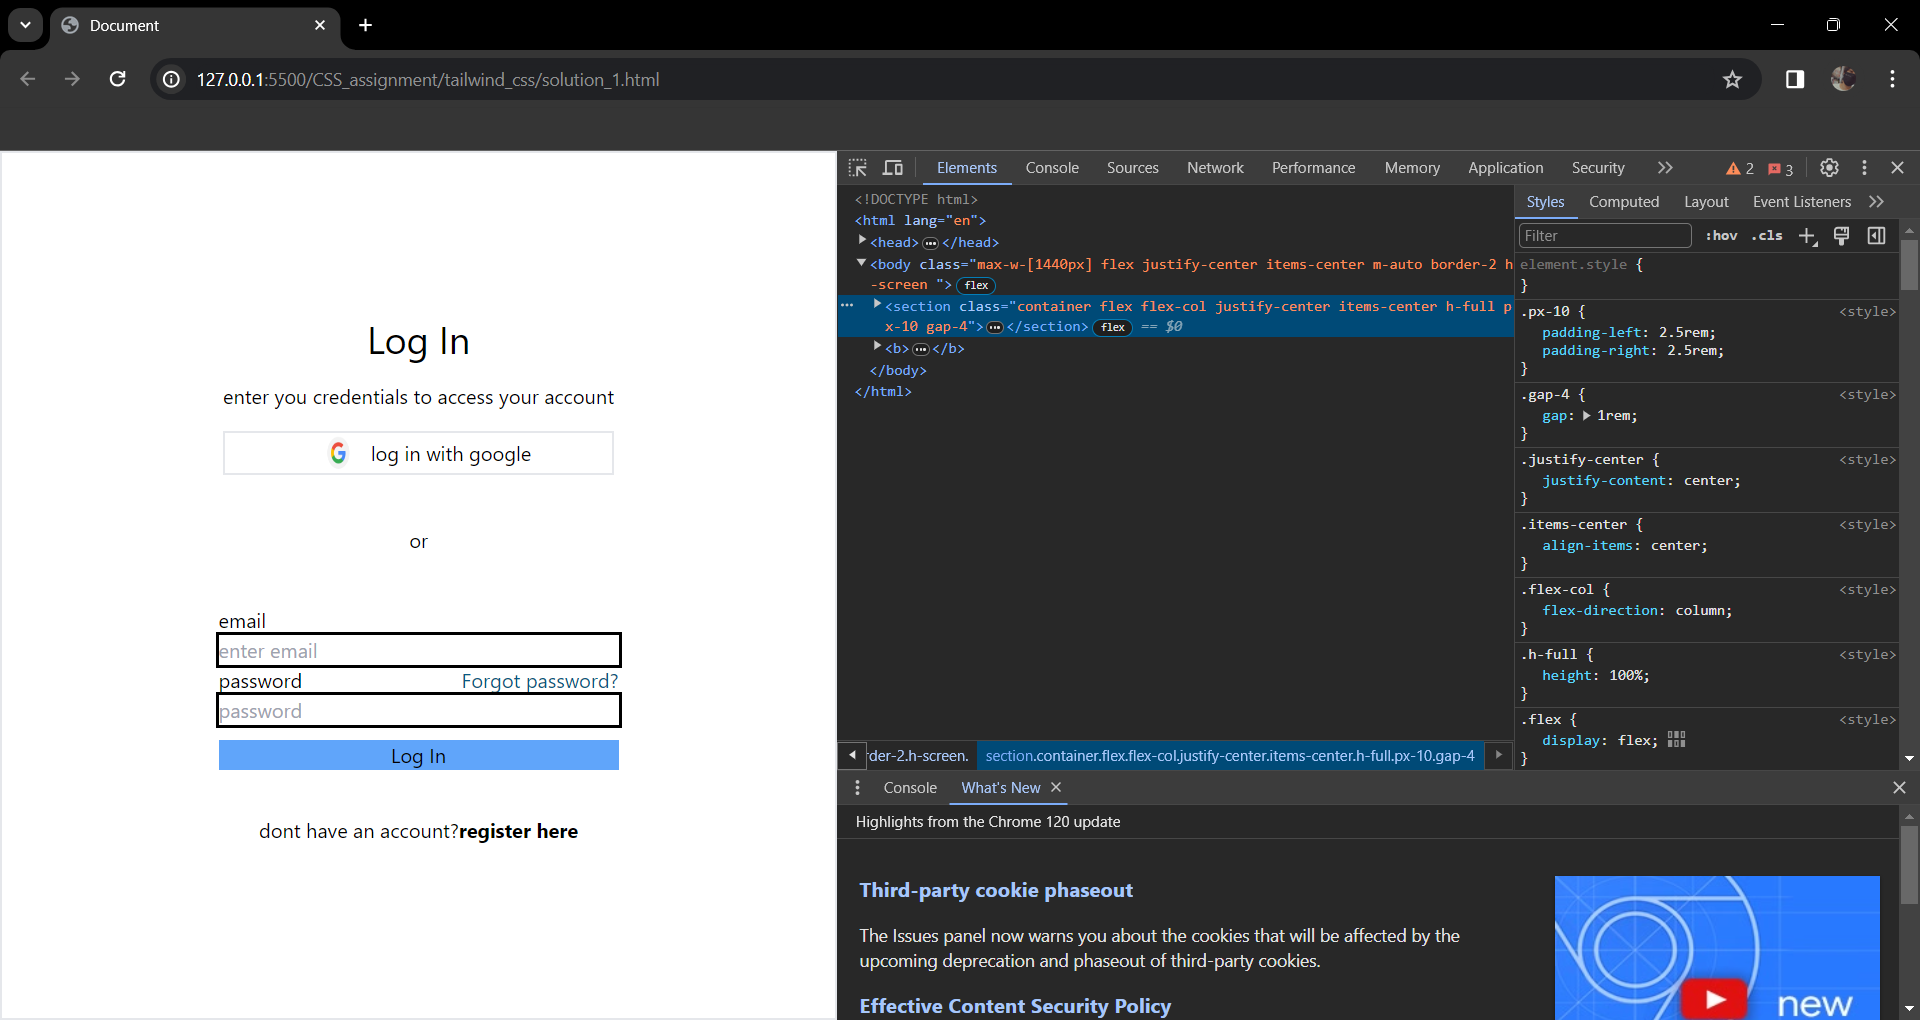 Document
127.0.0.1:5500/CSS_assignment/tailwind_css/solution_1.html
Log In
enter you credentials to access your account
log in with google
or
email
enter email
password Forgot password?
password
Log In
dont have an account?register here
Elements Console Sources Network Performance Memory Application Security 2 3
<!DOCTYPE html>
<html lang="en">
<head> ··· </head>
<body class="max-w-[1440px] flex justify-center items-center m-auto border-2 h
-screen "> flex
··· <section class="container flex flex-col justify-center items-center h-full p
x-10 gap-4"> ··· </section> flex == $0
<b> ··· </b>
</body>
</html>
der-2.h-screen. section.container.flex.flex-col.justify-center.items-center.h-full.px-10.gap-4
Styles Computed Layout Event Listeners
Filter :hov .cls
element.style {
}
.px-10 { <style>
padding-left: 2.5rem;
padding-right: 2.5rem;
}
.gap-4 { <style>
gap: 1rem;
}
.justify-center { <style>
justify-content: center;
}
.items-center { <style>
align-items: center;
}
.flex-col { <style>
flex-direction: column;
}
.h-full { <style>
height: 100%;
}
.flex { <style>
display: flex;
}
Console What's New
Highlights from the Chrome 120 update
Third-party cookie phaseout
The Issues panel now warns you about the cookies that will be affected by the
upcoming deprecation and phaseout of third-party cookies.
Effective Content Security Policy
new